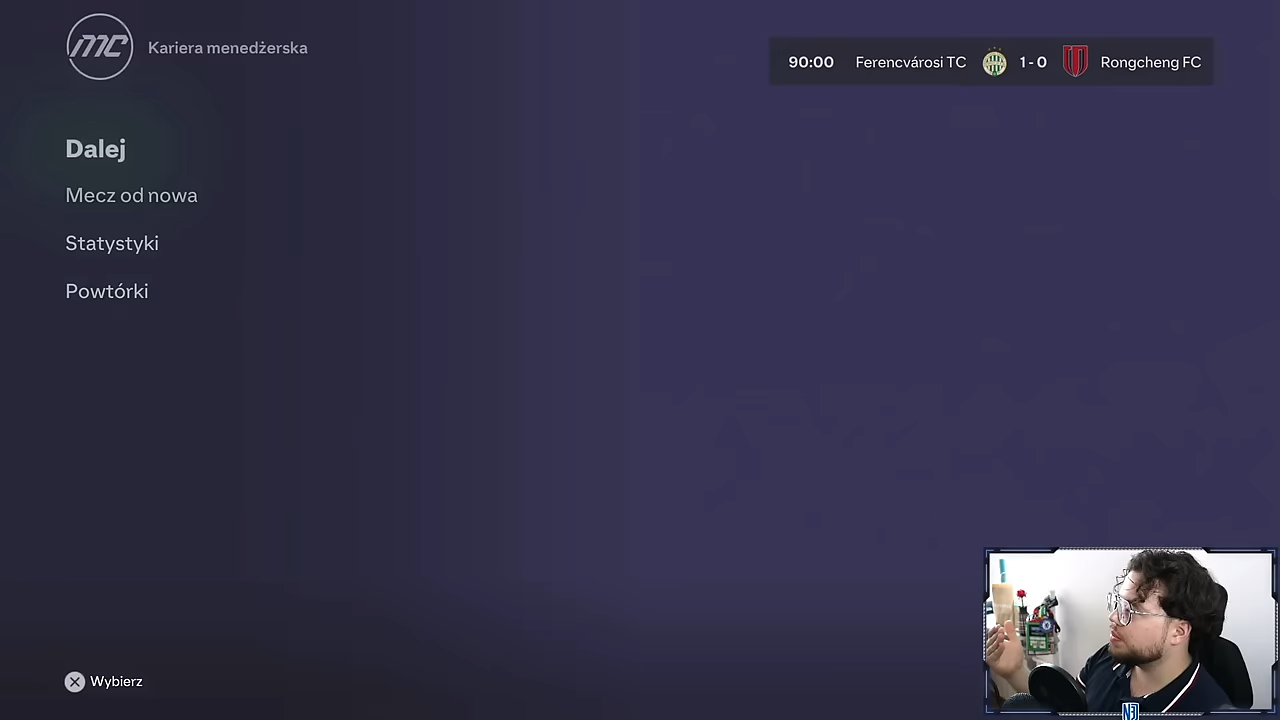 MC Kariera menedżerska
90:00 Ferencvárosi TC 1 - 0 Rongcheng FC
Dalej
Mecz od nowa
Statystyki
Powtórki
Wybierz